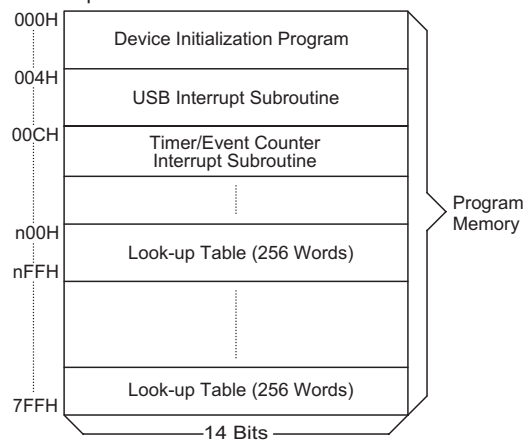 000H
Device Initialization Program
004H
USB Interrupt Subroutine
00CH
Timer/Event Counter
Interrupt Subroutine
Program
Memory
n00H
Look-up Table (256 Words)
nFFH
Look-up Table (256 Words)
7FFH
14 Bits